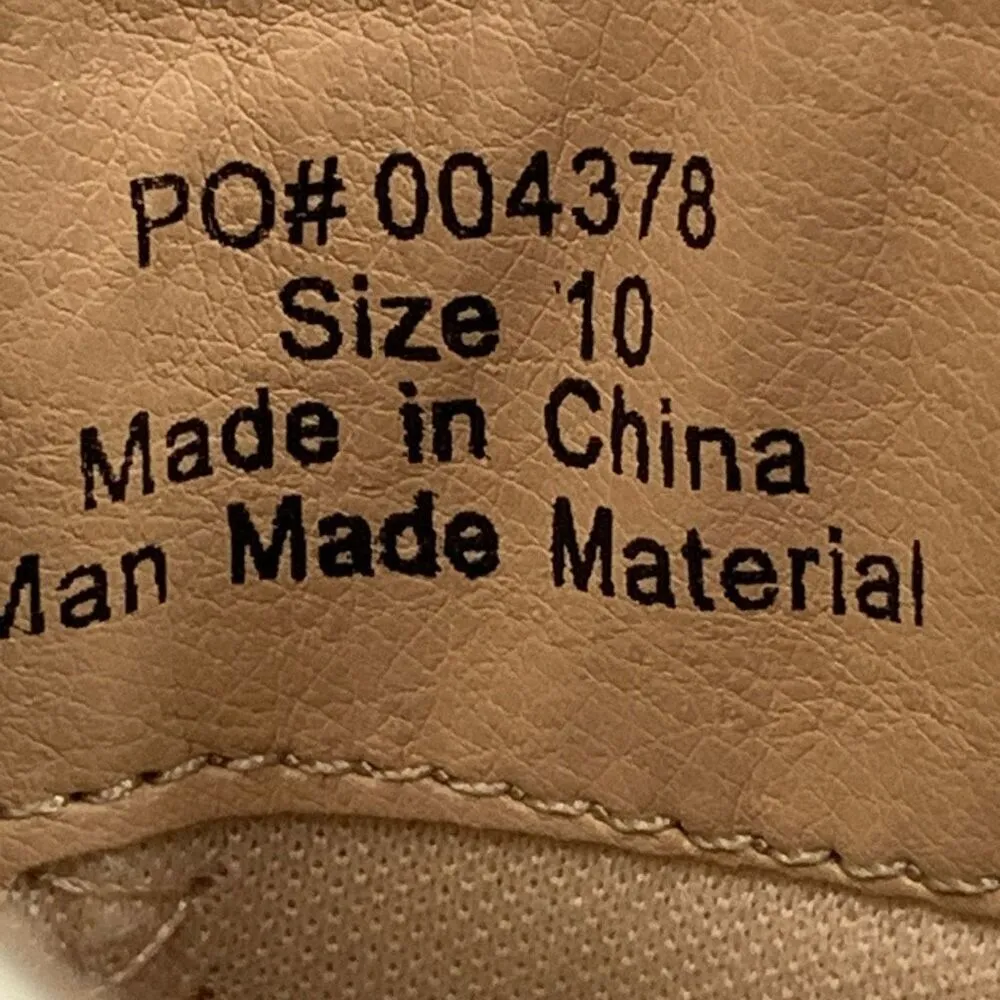 PO# 004378
Size 10
Made in China
Man Made Material